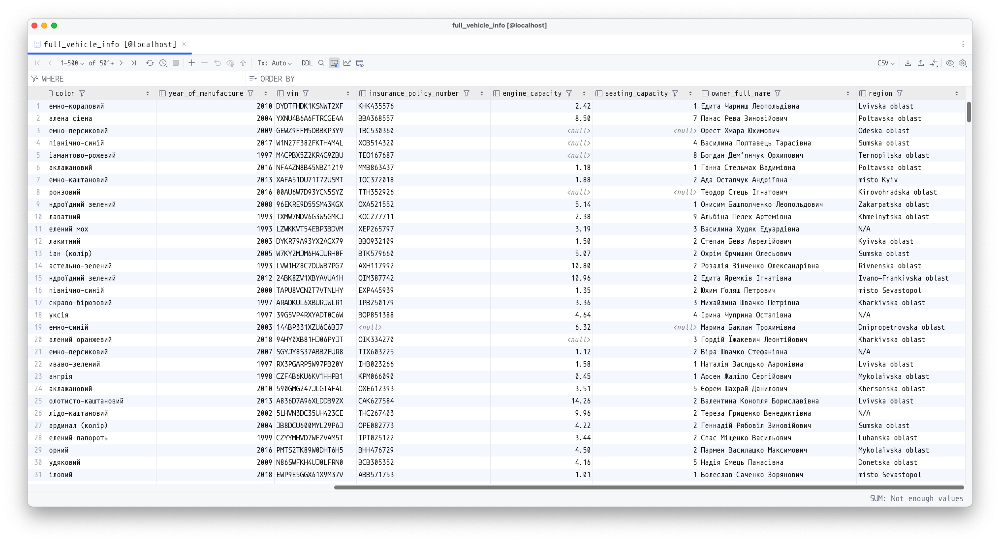 full_vehicle_info [@localhost]
full_vehicle_info [@localhost]
1-500 of 501+ Tx: Auto DDL CSV
WHERE ORDER BY
color year_of_manufacture vin insurance_policy_number engine_capacity seating_capacity owner_full_name region
1 емно-кораловий 2010 DYDTFHDK1KSNWT2XF KHK435576 2.42 1 Едита Чарниш Леопольдівна Lvivska oblast
2 алена сієна 2004 YXNU4B6A6FTRCGE4A BBA368557 8.50 7 Панас Рева Зиновійович Poltavska oblast
3 емно-персиковий 2009 GEWZ9FFM5DBBKP3Y9 TBC530360 <null> <null> Орест Хмара Юхимович Odeska oblast
4 північно-синій 2017 W1N27F382FKTH4M4L XOB514320 <null> 4 Василина Полтавець Тарасівна Sumska oblast
5 іамантово-рожевий 1997 M4CPBX5Z2KR4G9ZBU TEO167687 <null> 8 Богдан Дем'янчук Орхипович Ternopilska oblast
6 аклажановий 2016 NF44ZN8B45NBZ1219 MMB863437 1.18 1 Ганна Стельмах Вадимівна Poltavska oblast
7 емно-каштановий 2013 XAFA51DU71T72USMT IOC372018 1.88 2 Ада Остапчук Андріївна misto Kyiv
8 ронзовий 2016 00AU6W7D93YCN5SYZ TTH352926 <null> <null> Теодор Стець Ігнатович Kirovohradska oblast
9 ндроїдний зелений 2008 96EKRE9D55SM43KGX OXA521552 5.14 1 Онисим Башполченко Леопольдович Zakarpatska oblast
10 лаватний 1993 TXMW7NDV6G3W5GMKJ KOC277711 2.38 9 Альбіна Пелех Артемівна Khmelnytska oblast
11 елений мох 1993 LZWKKVT54EBP3BDVM XEP265797 3.19 3 Василина Худяк Едуардівна N/A
12 лакитний 2003 DYKR79A93YX2AGX79 BBO932109 1.50 2 Степан Бевз Аврелійович Kyivska oblast
13 іан (колір) 2005 W7KY2MJM6H4JURH0F BTK579660 5.07 2 Охрім Юрчишин Олесьович Sumska oblast
14 астельно-зелений 1993 LVW1HZ8C7DUWB7PG7 AXH117992 10.80 2 Розалія Зінченко Олександрівна Rivnenska oblast
15 ндроїдний зелений 2012 24BK8ZV1XBYAVUA1H OIM387742 10.96 2 Едита Яремків Ігнатівна Ivano-Frankivska oblast
16 північно-синій 2000 TAPU8VCN2T7VTNLHY EXP445939 1.35 2 Юхим Ґоляш Петрович misto Sevastopol
17 скраво-бірюзовий 1997 ARADKUL6XBURJWLR1 IPB250179 3.36 3 Михайлина Швачко Петрівна Kharkivska oblast
18 уксія 1997 39G5VP4RXYADT0C6W BOP851388 4.64 4 Ірина Чуприна Остапівна N/A
19 емно-синій 2003 144BP331XZU6C6BJ7 <null> 6.32 <null> Марина Баклан Трохимівна Dnipropetrovska oblast
20 алений оранжевий 2018 94HY0XB81HJ06PYJT OIK334270 <null> 3 Гордій Їжакевич Леонтійович Kharkivska oblast
21 емно-персиковий 2007 SGYJY8S37ABB2FUR8 TIX603225 1.12 2 Віра Швачко Стефанівна N/A
22 иваво-зелений 1997 RX3PGARP5W97PB20Y IHB023266 1.58 1 Наталія Засядько Ааронівна Lvivska oblast
23 ангрія 1998 CZF4B6KU6KV1HHPB1 KPM066090 0.45 1 Арсен Жаліло Сергійович Mykolaivska oblast
24 аклажановий 2010 590GMG247JLGT4F4L OXE612393 3.51 5 Єфрем Шахрай Данилович Khersonska oblast
25 олотисто-каштановий 2013 A836D7A96XLDDB92X CAK627584 14.26 2 Валентина Конопля Бориславівна Lvivska oblast
26 лідо-каштановий 2002 5LHVN3DC35UH423CE THC267403 9.96 2 Тереза Гриценко Венедиктівна N/A
27 ардинал (колір) 2004 JB8DCU600MYL29P6J OPE082773 4.22 2 Геннадій Рябовіл Зиновійович Sumska oblast
28 елений папороть 1999 CZYYMHVD7WFZVAM5T IPT025122 3.44 2 Спас Міщенко Васильович Luhanska oblast
29 орний 2016 PMTS2TK89W0DHT6H5 BHH476729 4.50 2 Пармен Василашко Максимович Mykolaivska oblast
30 удяковий 2009 N86SWFKH4UJ0LFRN0 BCB305352 4.16 5 Надія Ємець Панасівна Donetska oblast
31 іловий 2018 EWP9E5GGX61X9M37V ABB571753 1.01 1 Болеслав Саченко Зорянович misto Sevastopol
SUM: Not enough values